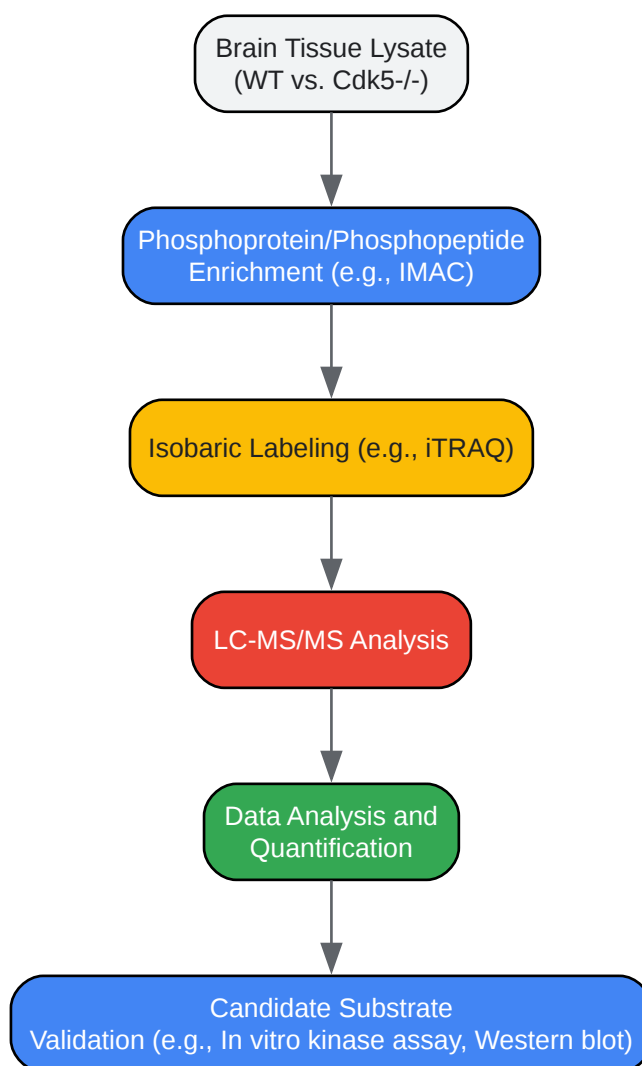 Brain Tissue Lysate
(WT vs. Cdk5-/-)
Phosphoprotein/Phosphopeptide
Enrichment (e.g., IMAC)
Isobaric Labeling (e.g., iTRAQ)
LC-MS/MS Analysis
Data Analysis and
Quantification
Candidate Substrate
Validation (e.g., In vitro kinase assay, Western blot)